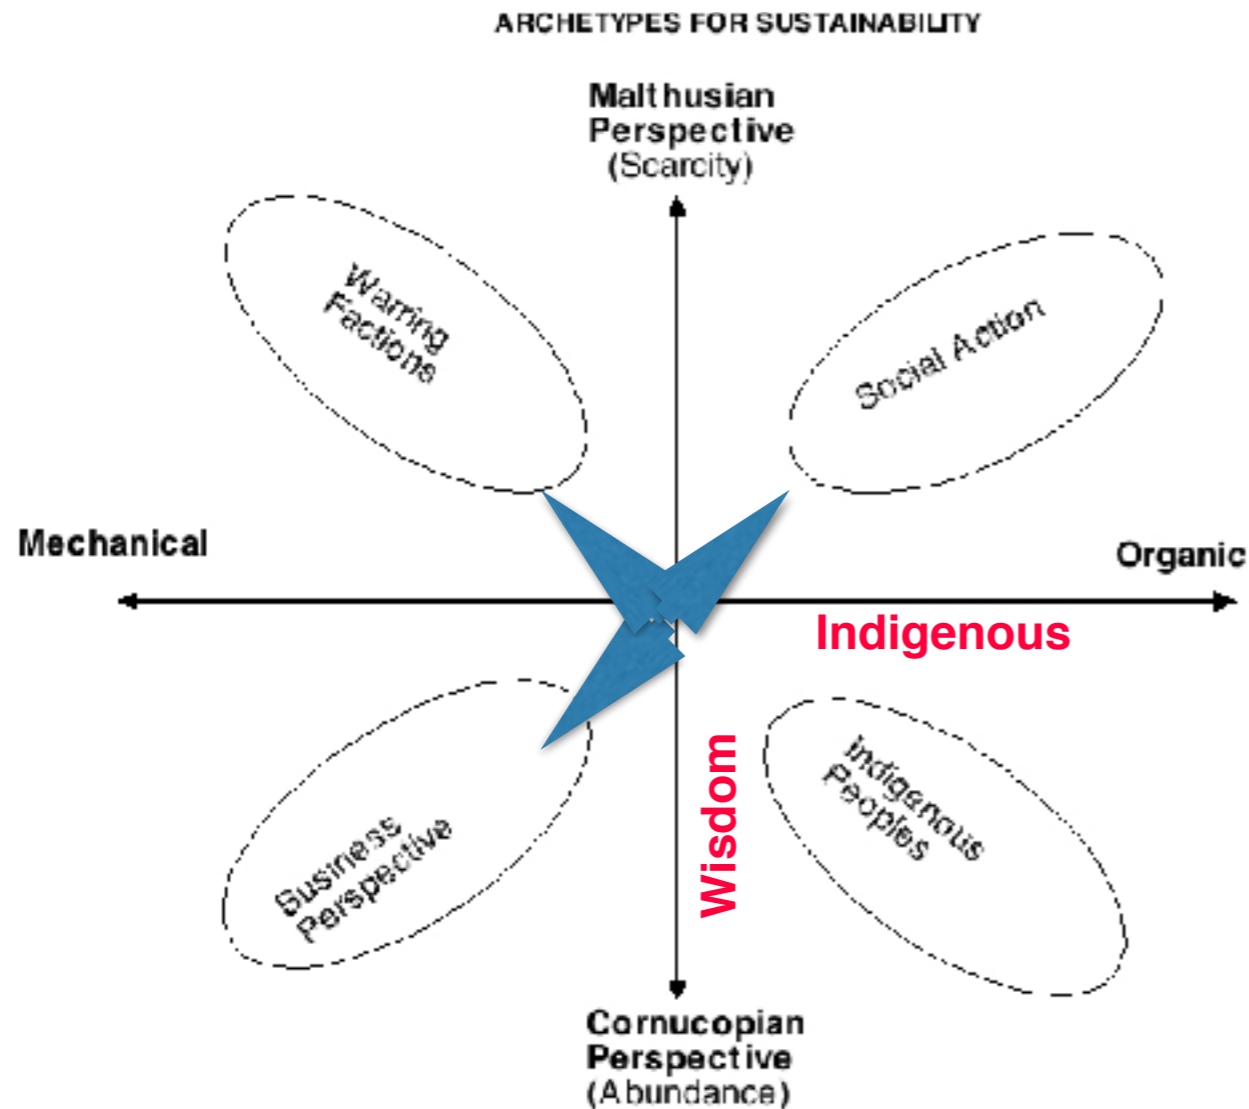 ARCHETYPES FOR SUSTAINABILITY
Malthusian
Perspective
(Scarcity)
Warring
Factions
Social Action
Mechanical
Organic
Indigenous
Wisdom
Indigenous
Peoples
Business
Perspective
Cornucopian
Perspective
(Abundance)